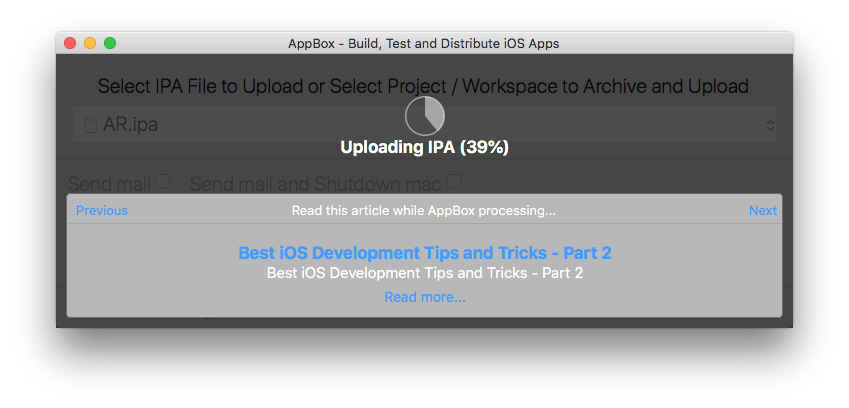 AppBox - Build, Test and Distribute iOS Apps
Select IPA File to Upload or Select Project / Workspace to Archive and Upload
AR.ipa
Uploading IPA (39%)
Send mail Send mail and Shutdown mac
Previous Read this article while AppBox processing... Next
Best iOS Development Tips and Tricks - Part 2
Best iOS Development Tips and Tricks - Part 2
Read more...